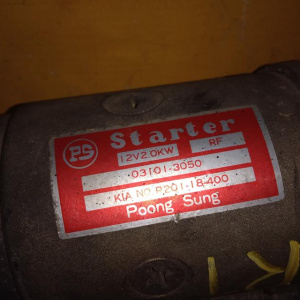 PS Starter
12V2.0KW RF
03101-3050
KIA NO P201-18-400
Poong Sung